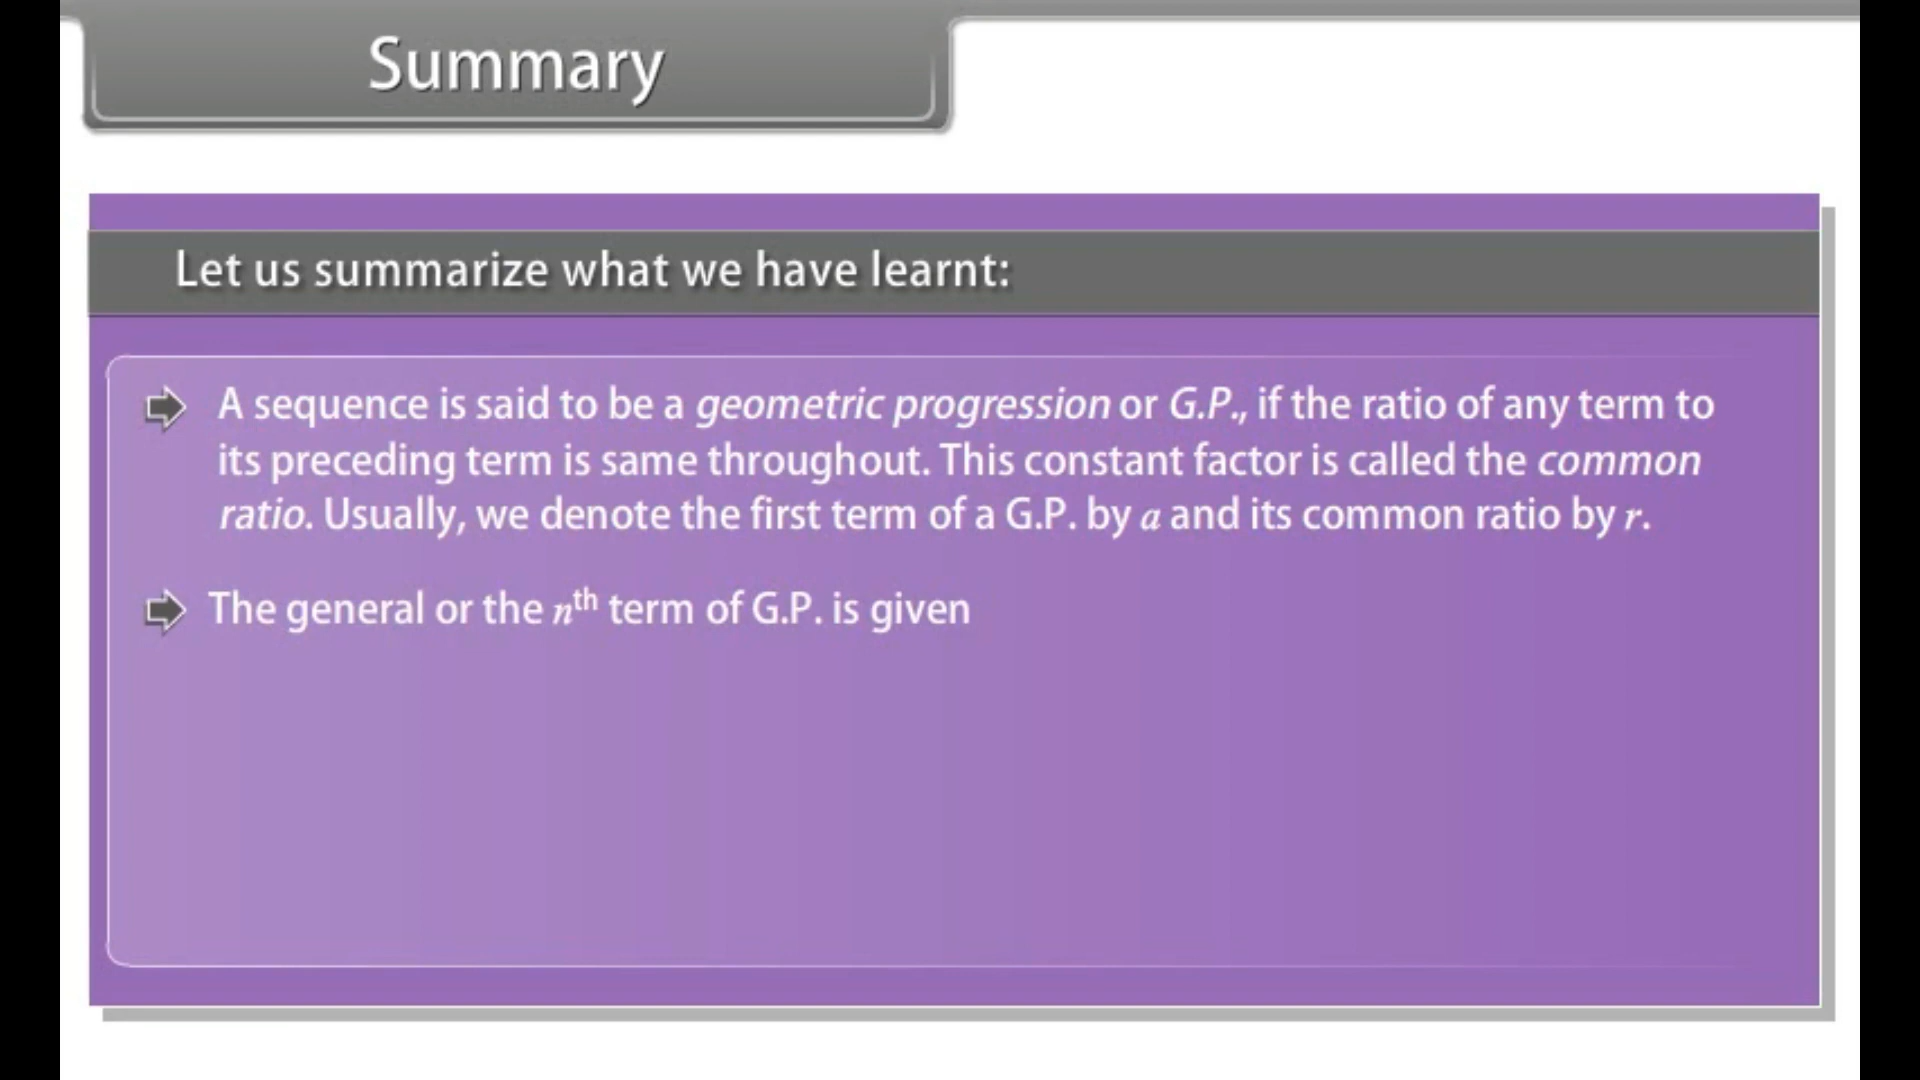 Summary
Let us summarize what we have learnt:
A sequence is said to be a geometric progression or G.P., if the ratio of any term to
its preceding term is same throughout. This constant factor is called the common
ratio. Usually, we denote the first term of a G.P. by a and its common ratio by r.
The general or the nth term of G.P. is given